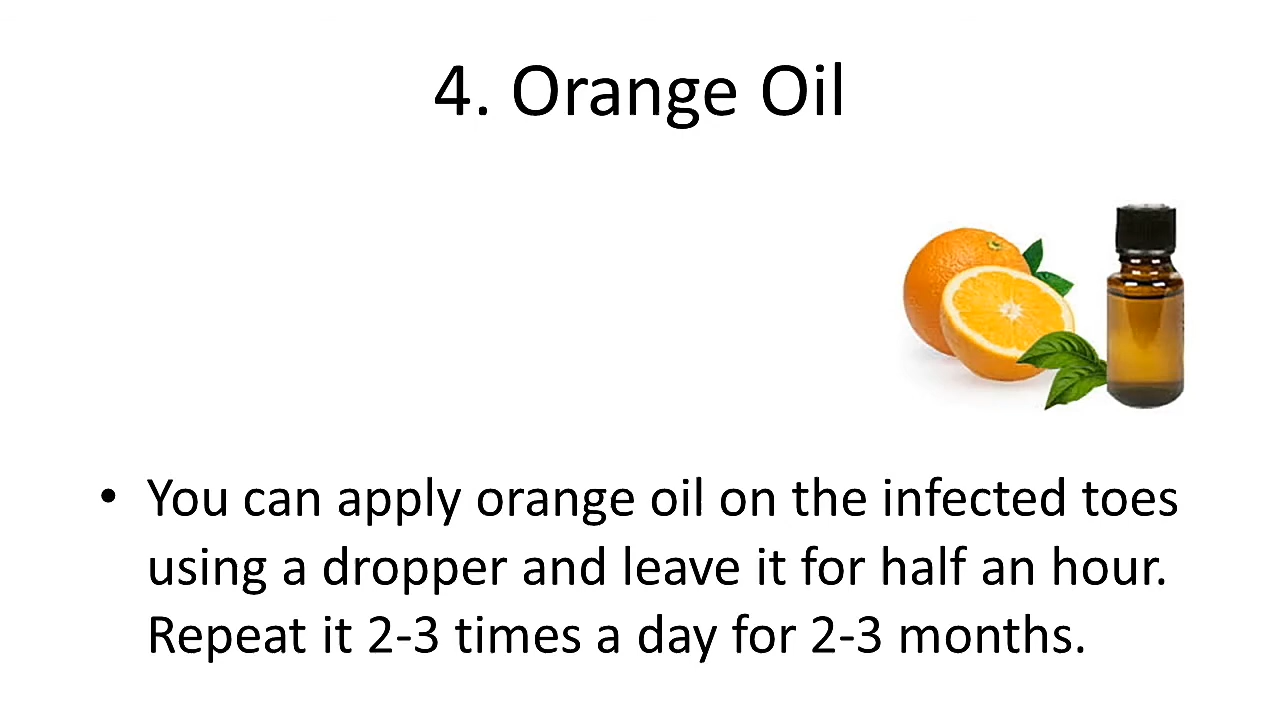 4. Orange Oil
• You can apply orange oil on the infected toes
using a dropper and leave it for half an hour.
Repeat it 2-3 times a day for 2-3 months.